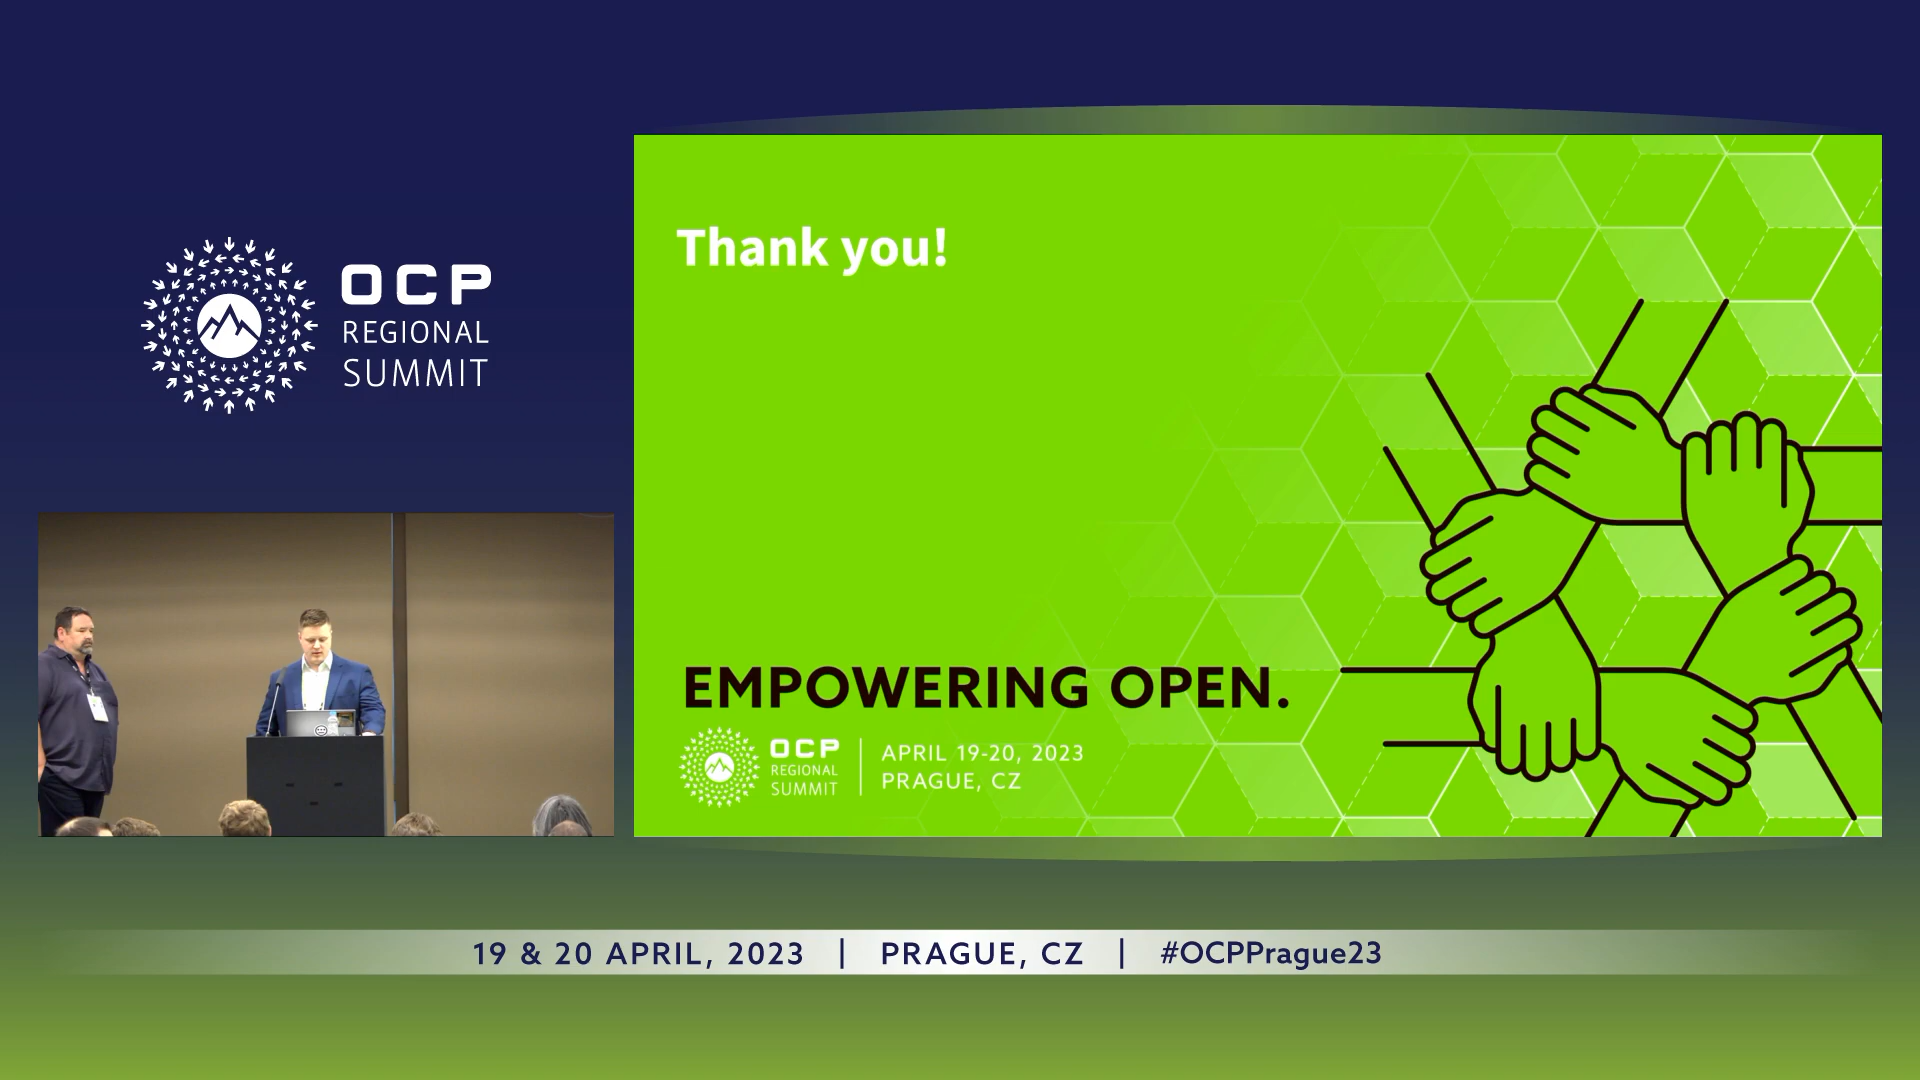 OCP
REGIONAL
SUMMIT
Thank you!
EMPOWERING OPEN.
OCP
REGIONAL
SUMMIT
APRIL 19-20, 2023
PRAGUE, CZ
19 & 20 APRIL, 2023 | PRAGUE, CZ | #OCPPrague23